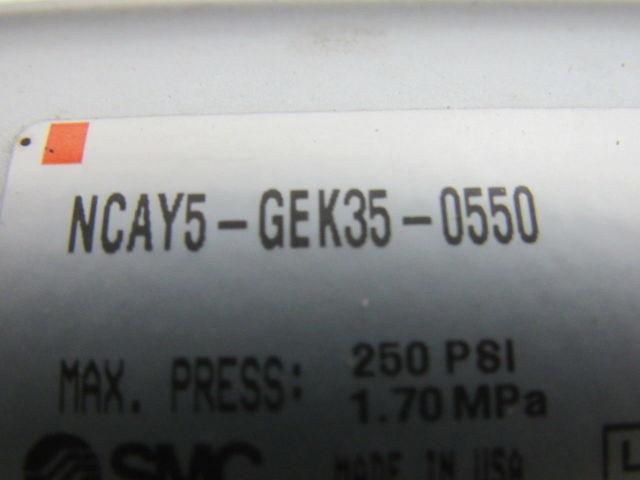 NCAY5-GEK35-0550
MAX. PRESS: 250 PSI
1.70 MPa
SMC MADE IN USA
L